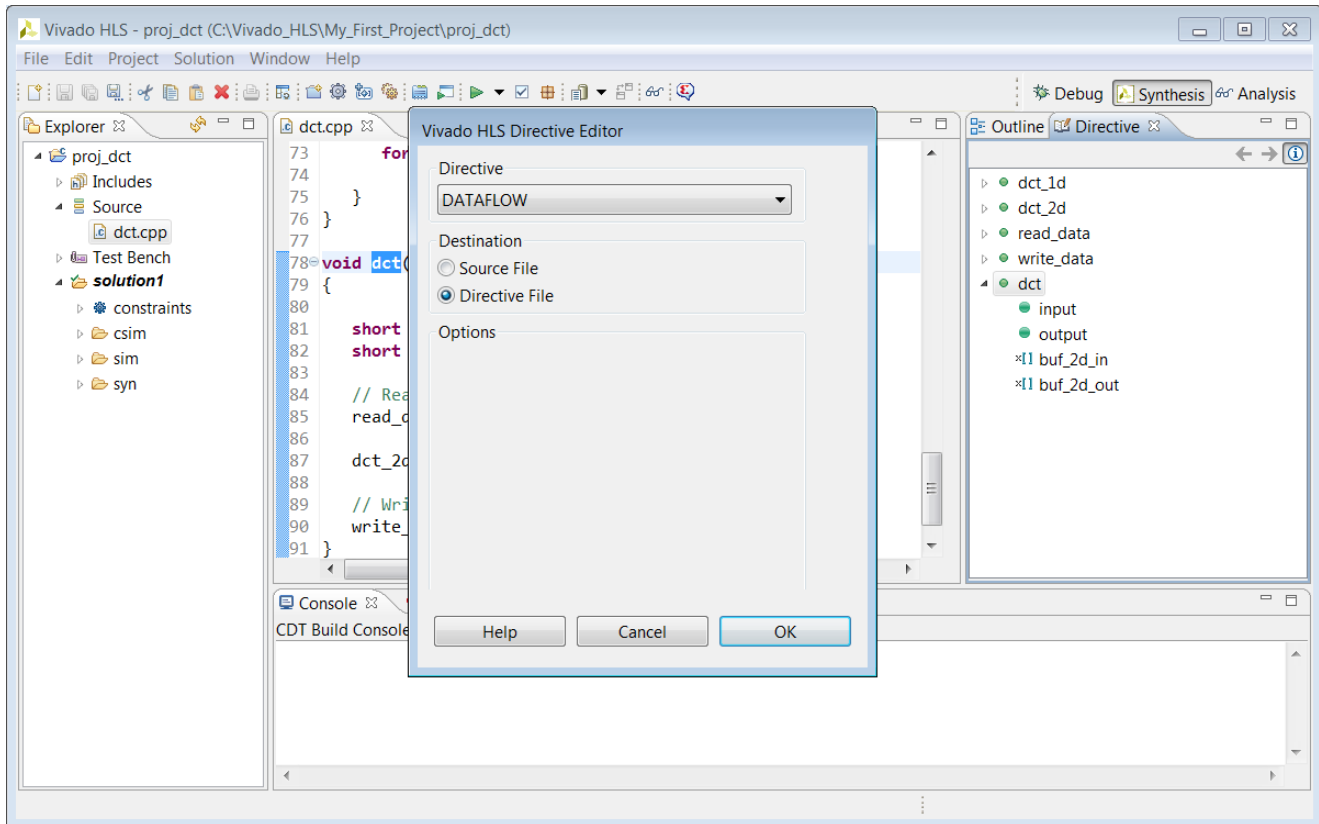 Vivado HLS - proj_dct (C:\Vivado_HLS\My_First_Project\proj_dct)
File Edit Project Solution Window Help
Debug Synthesis Analysis
Explorer
proj_dct
Includes
Source
dct.cpp
Test Bench
solution1
constraints
csim
sim
syn
dct.cpp
73 for
74
75 }
76 }
77
78 void dct(
79 {
80
81 short
82 short
83
84 // Rea
85 read_d
86
87 dct_2d
88
89 // Wri
90 write_
91 }
Vivado HLS Directive Editor
Directive
DATAFLOW
Destination
Source File
Directive File
Options
Help Cancel OK
Outline Directive
dct_1d
dct_2d
read_data
write_data
dct
input
output
×[] buf_2d_in
×[] buf_2d_out
Console
CDT Build Console